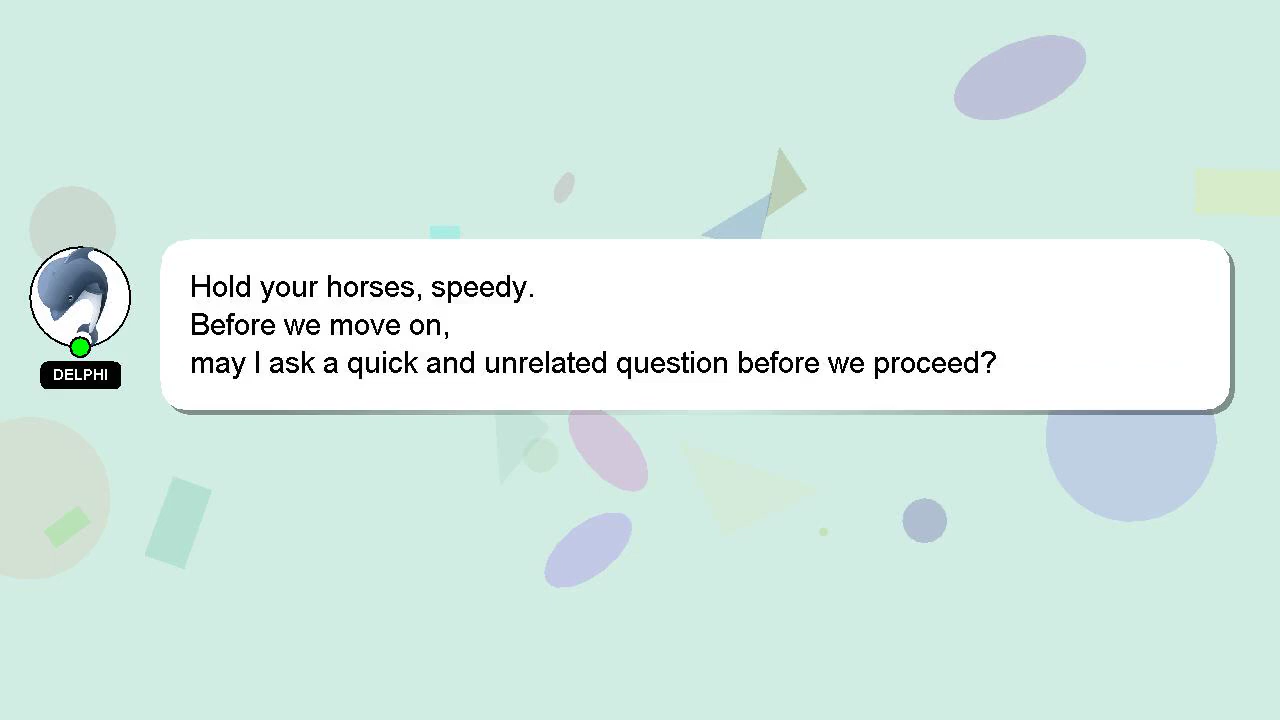 Hold your horses, speedy.
Before we move on,
may I ask a quick and unrelated question before we proceed?
DELPHI